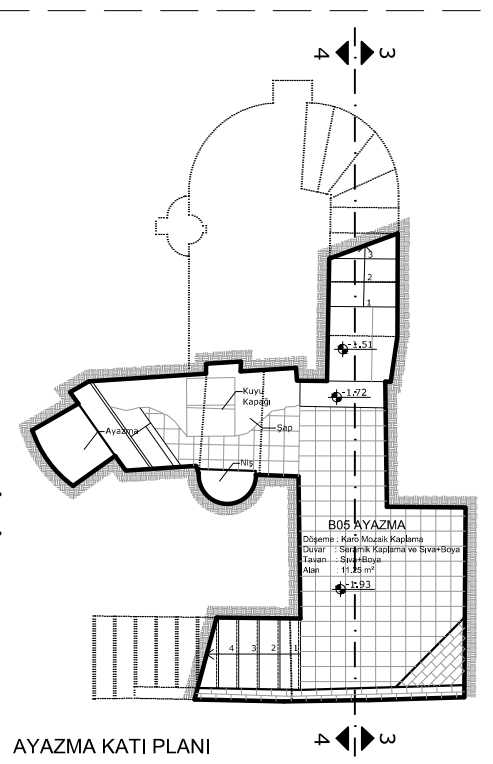 4 3
3
2
1
-1.51
-1.72
Kuyu
Kapağı
Ayazma
Şap
Niş
B05 AYAZMA
Döşeme : Karo Mozaik Kaplama
Duvar : Seramik Kaplama ve Sıva+Boya
Tavan : Sıva+Boya
Alan : 11.25 m²
-1.93
4 3 2 1
4 3
AYAZMA KATI PLANI